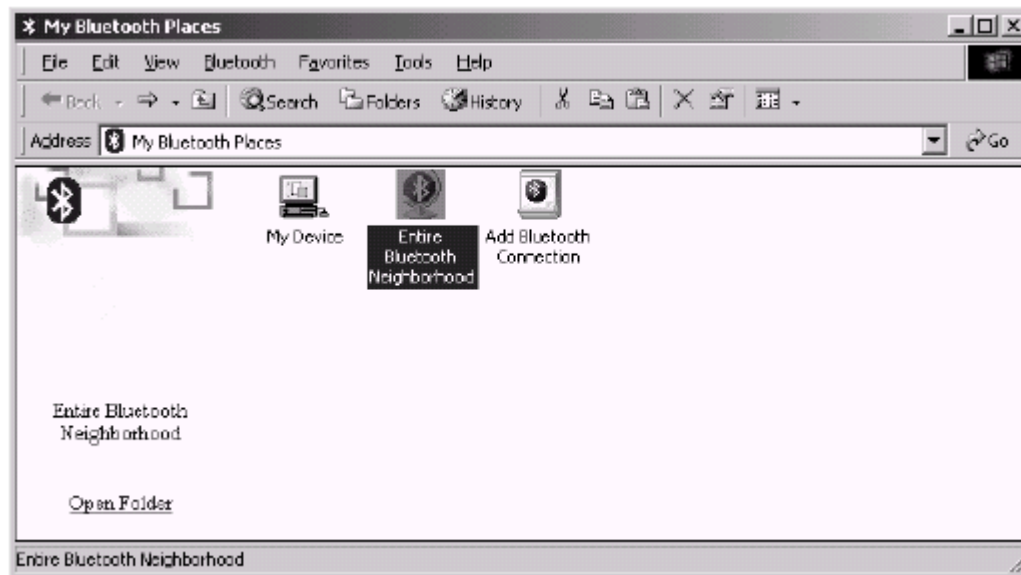 My Bluetooth Places
File Edit View Bluetooth Favorites Tools Help
Back Search Folders History
Address My Bluetooth Places Go
My Device
Entire
Bluetooth
Neighborhood
Add Bluetooth
Connection
Entire Bluetooth
Neighborhood
Open Folder
Entire Bluetooth Neighborhood